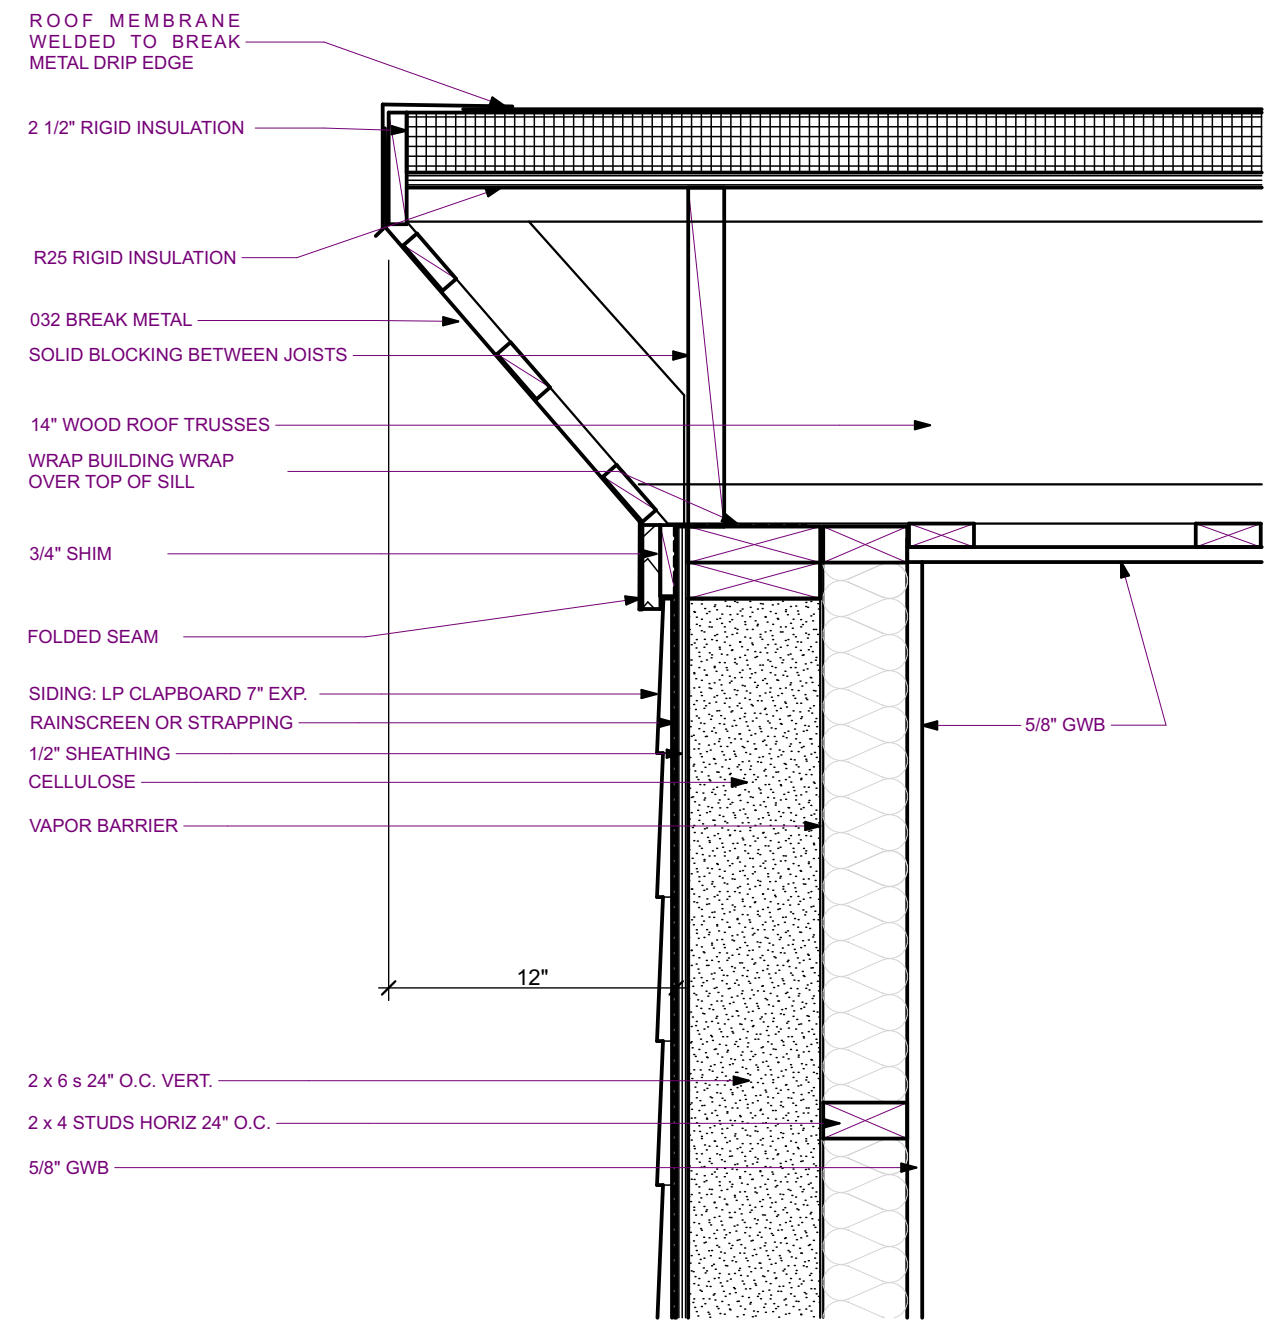 ROOF MEMBRANE
WELDED TO BREAK
METAL DRIP EDGE
2 1/2" RIGID INSULATION
R25 RIGID INSULATION
032 BREAK METAL
SOLID BLOCKING BETWEEN JOISTS
14" WOOD ROOF TRUSSES
WRAP BUILDING WRAP
OVER TOP OF SILL
3/4" SHIM
FOLDED SEAM
SIDING: LP CLAPBOARD 7" EXP.
RAINSCREEN OR STRAPPING
5/8" GWB
1/2" SHEATHING
CELLULOSE
VAPOR BARRIER
12"
2 x 6 s 24" O.C. VERT.
2 x 4 STUDS HORIZ 24" O.C.
5/8" GWB